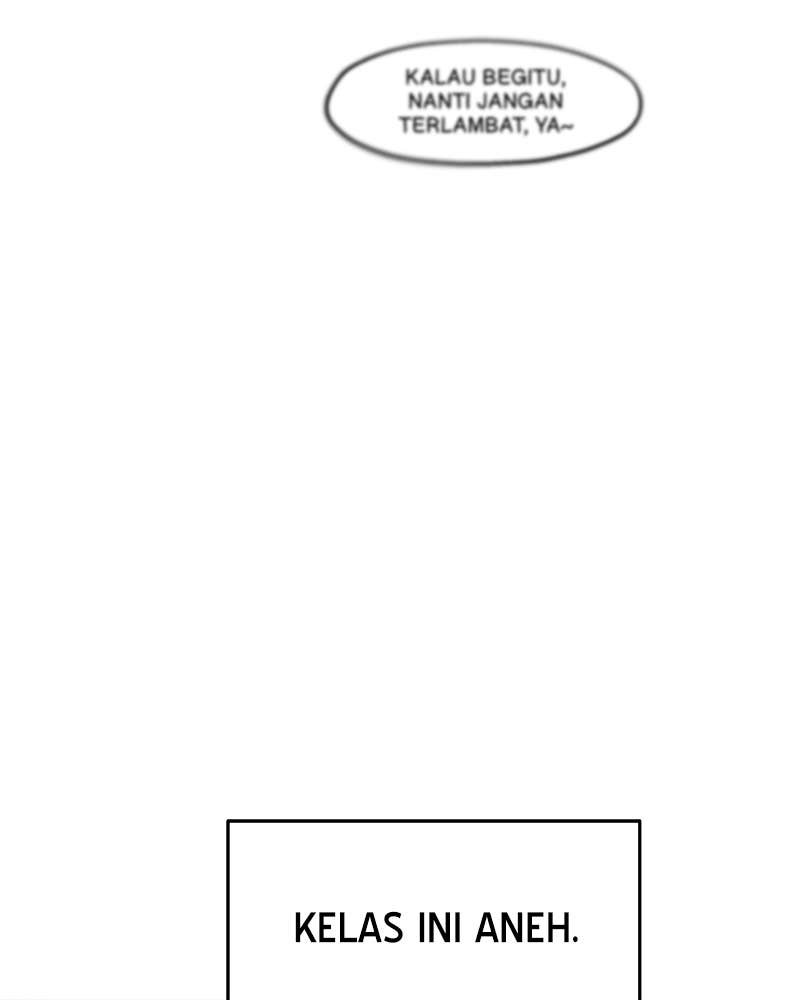 KALAU BEGITU,
NANTI JANGAN
TERLAMBAT, YA~
KELAS INI ANEH.